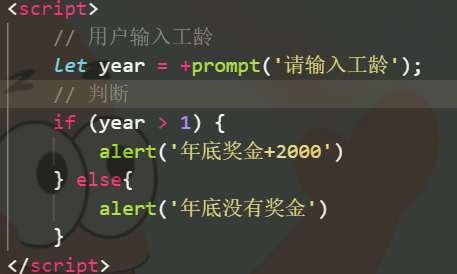 <script>
// 用户输入工龄
let year = +prompt('请输入工龄');
// 判断
if (year > 1) {
alert('年底奖金+2000')
} else{
alert('年底没有奖金')
}
</script>